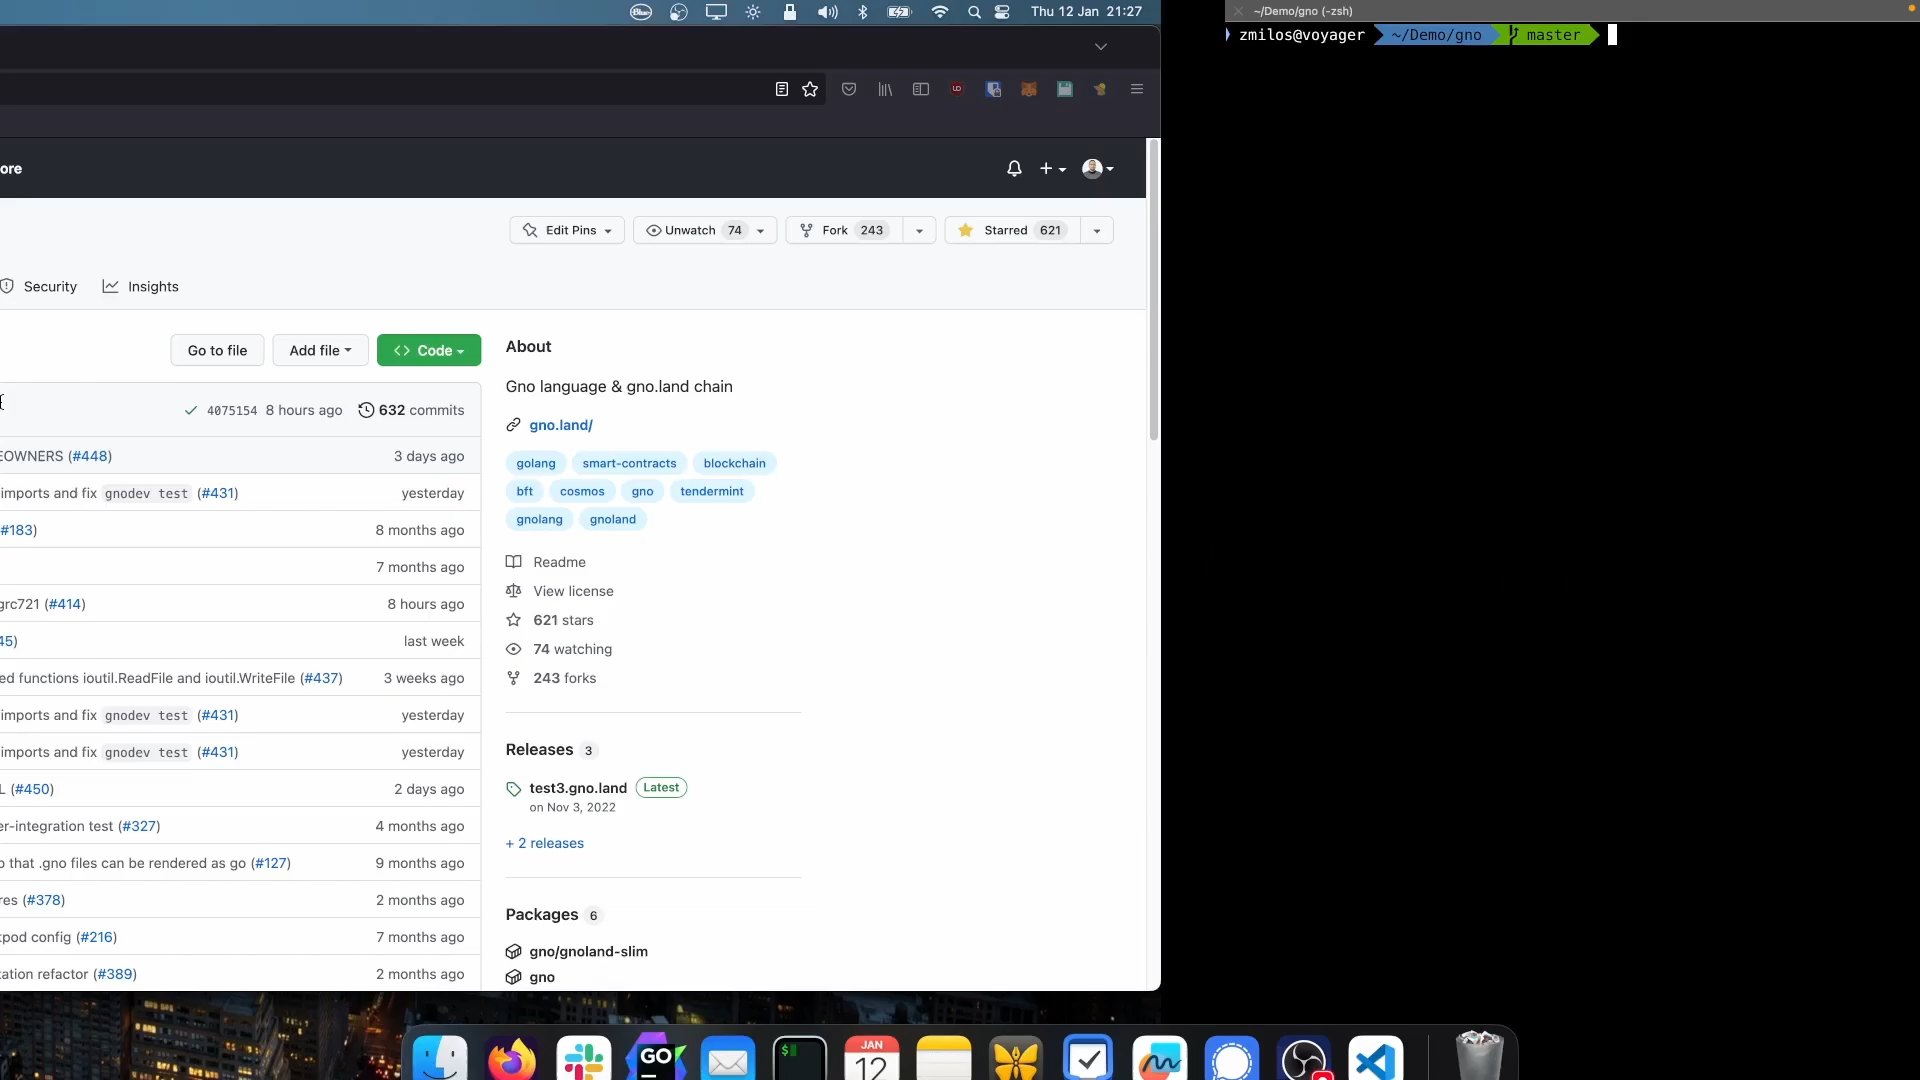 Thu 12 Jan 21:27
~/Demo/gno (-zsh)
zmilos@voyager ~/Demo/gno master
ore
Edit Pins Unwatch 74 Fork 243 Starred 621
Security Insights
Go to file Add file <> Code
4075154 8 hours ago 632 commits
EOWNERS (#448) 3 days ago
imports and fix gnodev test (#431) yesterday
#183) 8 months ago
7 months ago
grc721 (#414) 8 hours ago
45) last week
ed functions ioutil.ReadFile and ioutil.WriteFile (#437) 3 weeks ago
imports and fix gnodev test (#431) yesterday
imports and fix gnodev test (#431) yesterday
L (#450) 2 days ago
er-integration test (#327) 4 months ago
o that .gno files can be rendered as go (#127) 9 months ago
res (#378) 2 months ago
tpod config (#216) 7 months ago
tation refactor (#389) 2 months ago
About
Gno language & gno.land chain
gno.land/
golang smart-contracts blockchain
bft cosmos gno tendermint
gnolang gnoland
Readme
View license
621 stars
74 watching
243 forks
Releases 3
test3.gno.land Latest
on Nov 3, 2022
+ 2 releases
Packages 6
gno/gnoland-slim
gno
GO
$
JAN
12